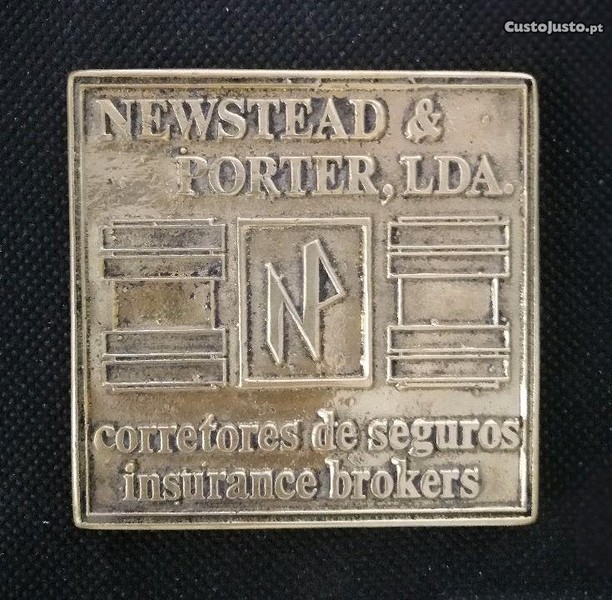 CustoJusto.pt
NEWSTEAD &
PORTER, LDA.
NP
corretores de seguros
insurance brokers